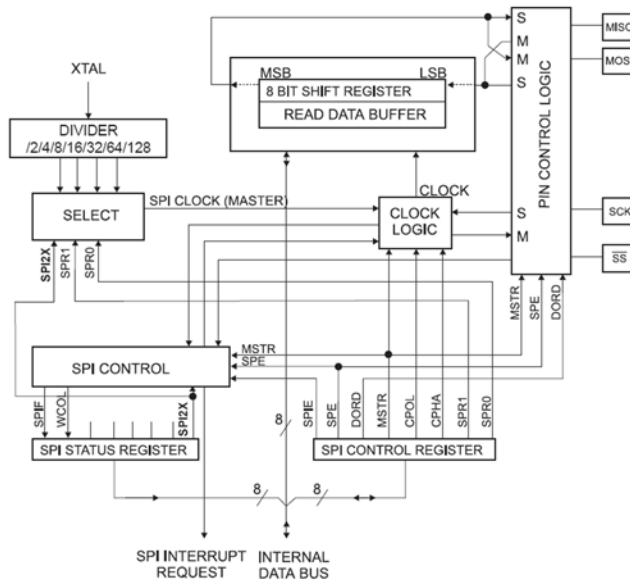 XTAL
DIVIDER
/2/4/8/16/32/64/128
SELECT
SPI CLOCK (MASTER)
SPI2X
SPR1
SPR0
MSB
LSB
8 BIT SHIFT REGISTER
READ DATA BUFFER
CLOCK
CLOCK
LOGIC
S
M
M
S
S
M
PIN CONTROL LOGIC
MISO
MOSI
SCK
SS
MSTR
SPE
DORD
SPI CONTROL
MSTR
SPE
SPIF
WCOL
SPI2X
SPI STATUS REGISTER
SPIE
SPE
DORD
MSTR
CPOL
CPHA
SPR1
SPR0
SPI CONTROL REGISTER
8
8
8
SPI INTERRUPT
REQUEST
INTERNAL
DATA BUS